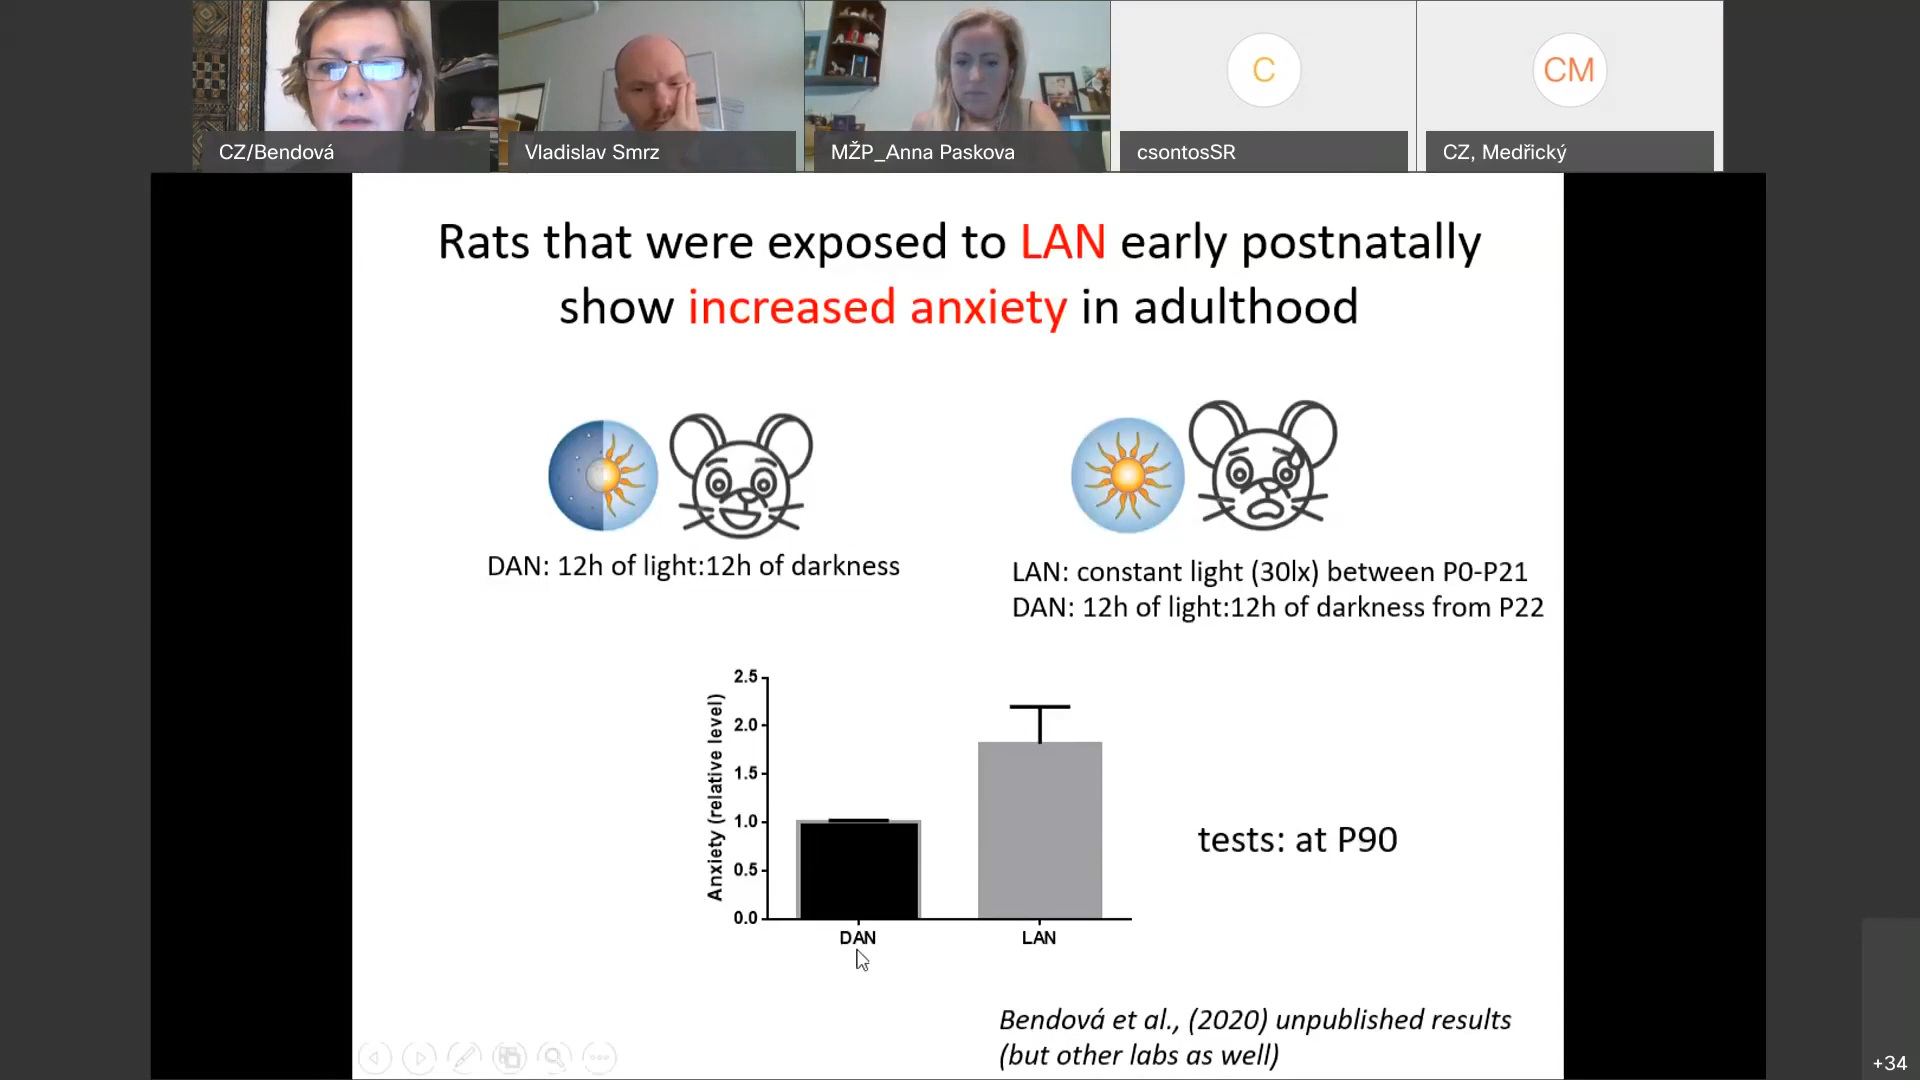 CZ/Bendová
Vladislav Smrz
MŽP_Anna Paskova
C
csontosSR
CM
CZ, Medřický
Rats that were exposed to LAN early postnatally
show increased anxiety in adulthood
DAN: 12h of light:12h of darkness
LAN: constant light (30lx) between P0-P21
DAN: 12h of light:12h of darkness from P22
Anxiety (relative level)
2.5
2.0
1.5
1.0
0.5
0.0
DAN
LAN
tests: at P90
Bendová et al., (2020) unpublished results
(but other labs as well)
+34